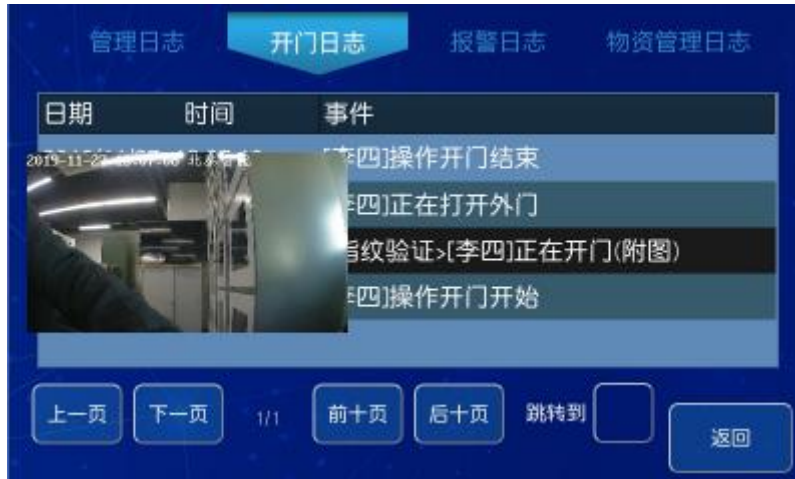 管理日志 开门日志 报警日志 物资管理日志
日期 时间 事件
李四]操作开门结束
2019-11-27
四]正在打开外门
指纹验证>[李四]正在开门(附图)
李四]操作开门开始
上一页 下一页 1/1 前十页 后十页 跳转到
返回